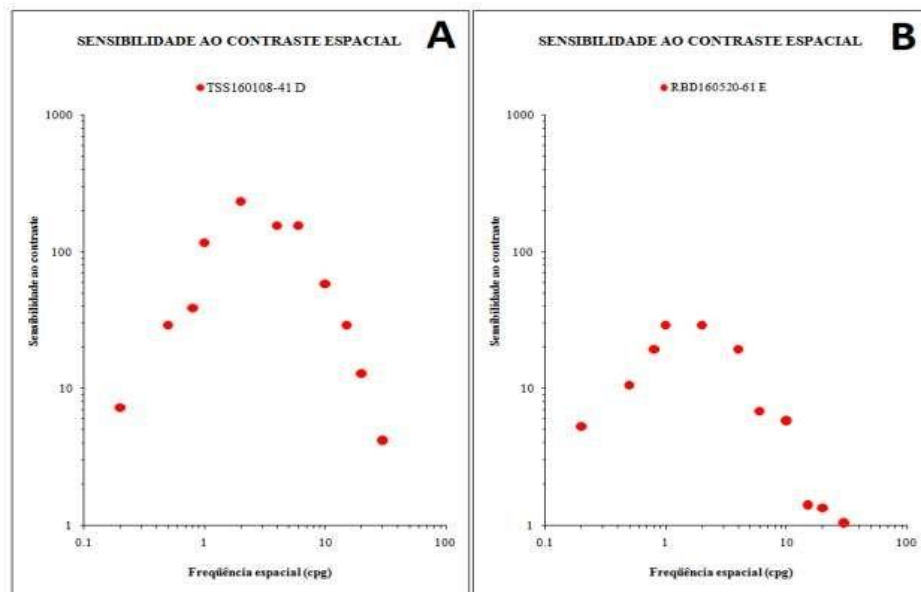 SENSIBILIDADE AO CONTRASTE ESPACIAL A
TSS160108-41 D
1000
100
10
1
0.1 1 10 100
Sensibilidade ao contraste
Freqüência espacial (cpg)
SENSIBILIDADE AO CONTRASTE ESPACIAL B
RBD160520-61 E
1000
100
10
1
0.1 1 10 100
Sensibilidade ao contraste
Freqüência espacial (cpg)